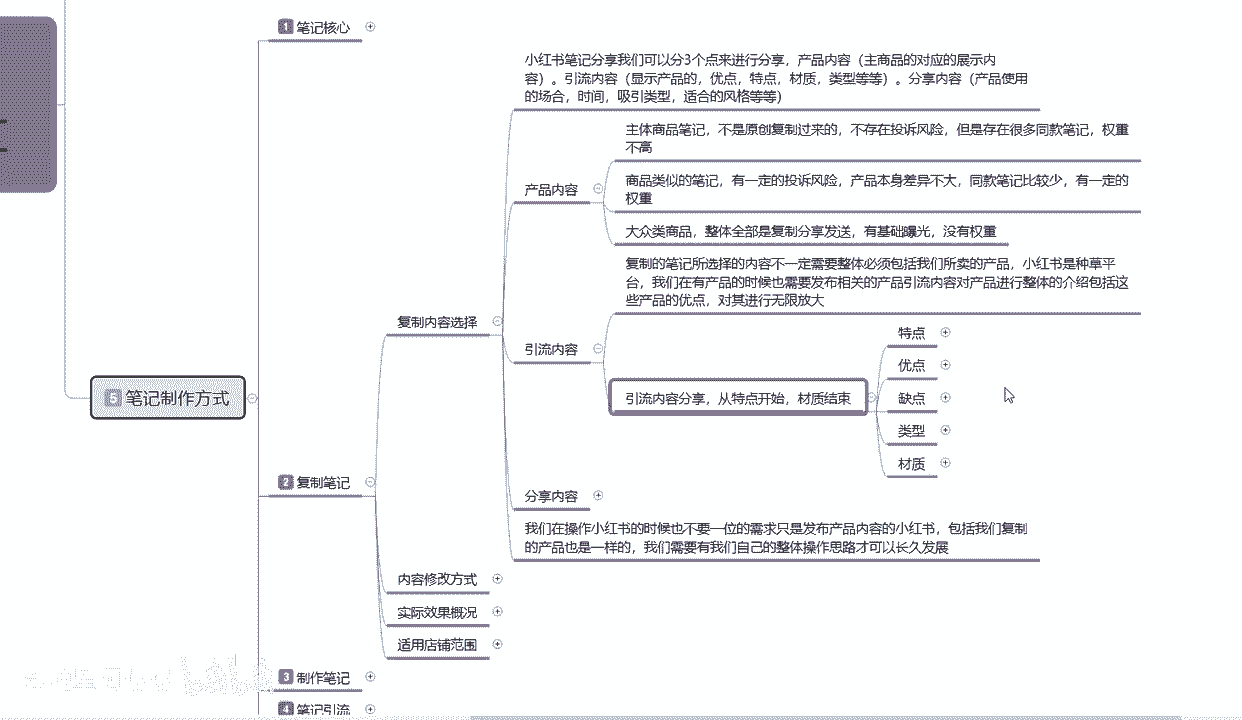 1 笔记核心
小红书笔记分享我们可以分3个点来进行分享，产品内容（主商品的对应的展示内
容）。引流内容（显示产品的，优点，特点，材质，类型等等）。分享内容（产品使用
的场合，时间，吸引类型，适合的风格等等）
主体商品笔记，不是原创复制过来的，不存在投诉风险，但是存在很多同款笔记，权重
不高
产品内容
商品类似的笔记，有一定的投诉风险，产品本身差异不大，同款笔记比较少，有一定的
权重
大众类商品，整体全部是复制分享发送，有基础曝光，没有权重
复制的笔记所选择的内容不一定需要整体必须包括我们所卖的产品，小红书是种草平
台，我们在有产品的时候也需要发布相关的产品引流内容对产品进行整体的介绍包括这
些产品的优点，对其进行无限放大
复制内容选择
引流内容
特点
优点
引流内容分享，从特点开始，材质结束
缺点
类型
材质
5 笔记制作方式
2 复制笔记
分享内容
我们在操作小红书的时候也不要一位的需求只是发布产品内容的小红书，包括我们复制
的产品也是一样的，我们需要有我们自己的整体操作思路才可以长久发展
内容修改方式
实际效果概况
适用店铺范围
3 制作笔记
4 笔记引流